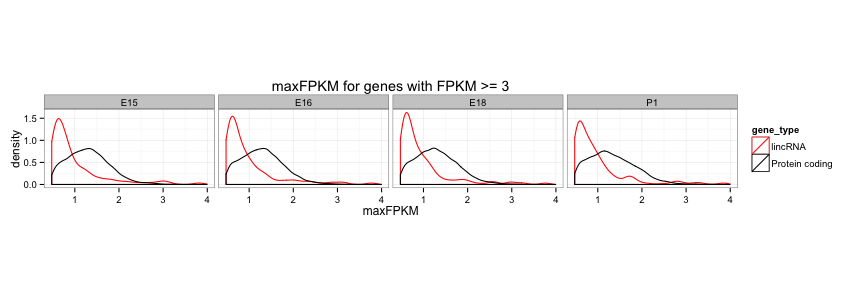 maxFPKM for genes with FPKM >= 3
E15 E16 E18 P1
density
1.5
1.0
0.5
0.0
1 2 3 4 1 2 3 4 1 2 3 4 1 2 3 4
maxFPKM
gene_type
lincRNA
Protein coding